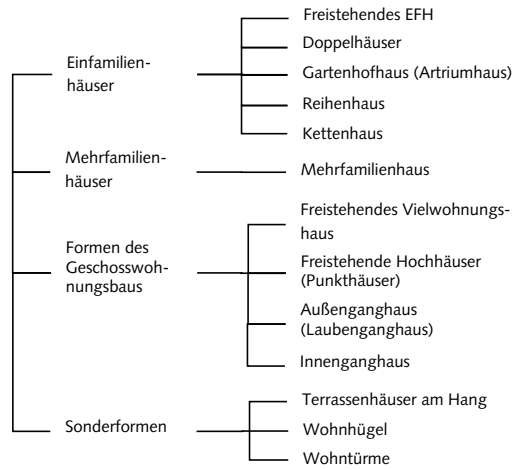 Einfamilien-
häuser
Freistehendes EFH
Doppelhäuser
Gartenhofhaus (Artriumhaus)
Reihenhaus
Kettenhaus
Mehrfamilien-
häuser
Mehrfamilienhaus
Formen des
Geschosswoh-
nungsbaus
Freistehendes Vielwohnungs-
haus
Freistehende Hochhäuser
(Punkthäuser)
Außenganghaus
(Laubenganghaus)
Innenganghaus
Sonderformen
Terrassenhäuser am Hang
Wohnhügel
Wohntürme